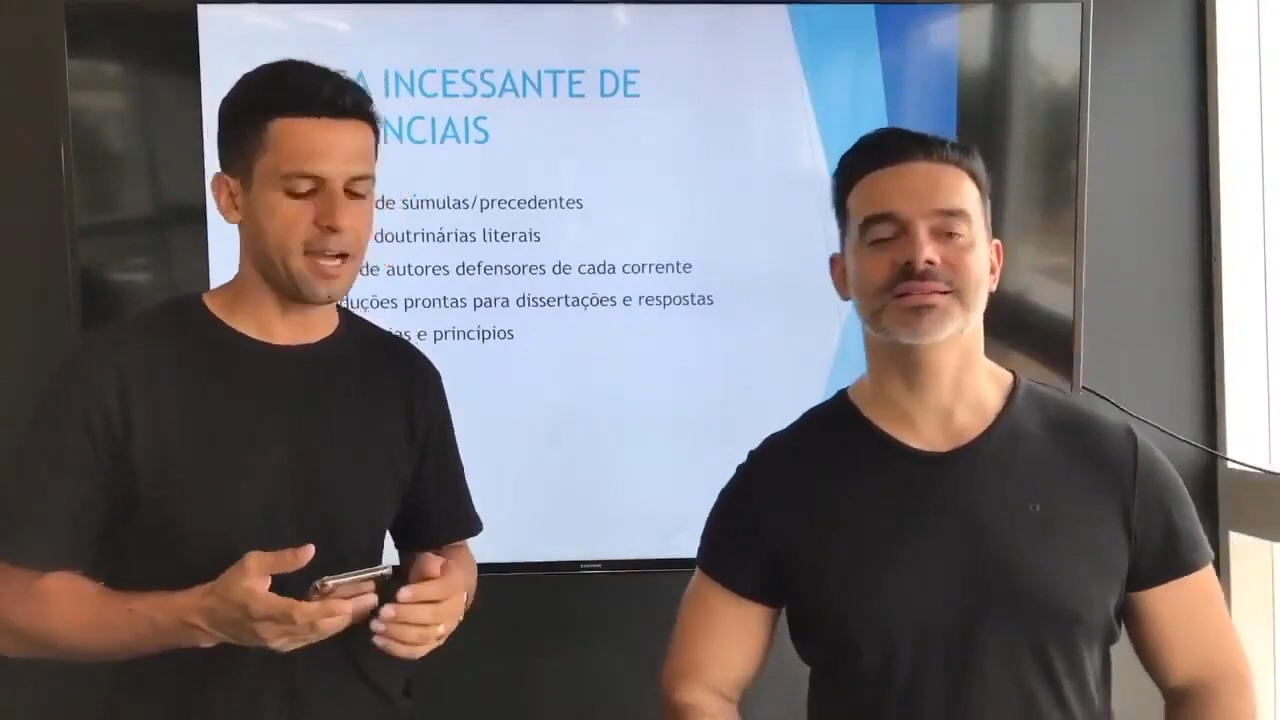 INCESSANTE DE
NCIAIS
de súmulas/precedentes
doutrinárias literais
de autores defensores de cada corrente
duções prontas para dissertações e respostas
e princípios
SAMSUNG